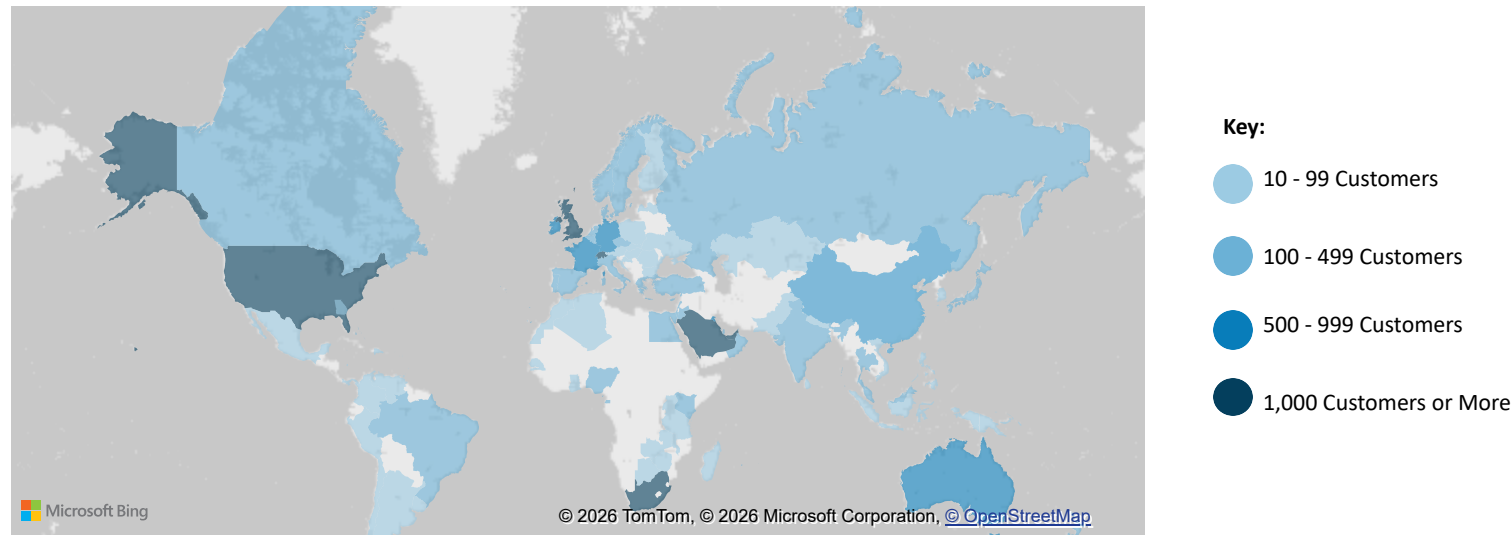 Key:
10 - 99 Customers
100 - 499 Customers
500 - 999 Customers
1,000 Customers or More
Microsoft Bing
© 2026 TomTom, © 2026 Microsoft Corporation, © OpenStreetMap